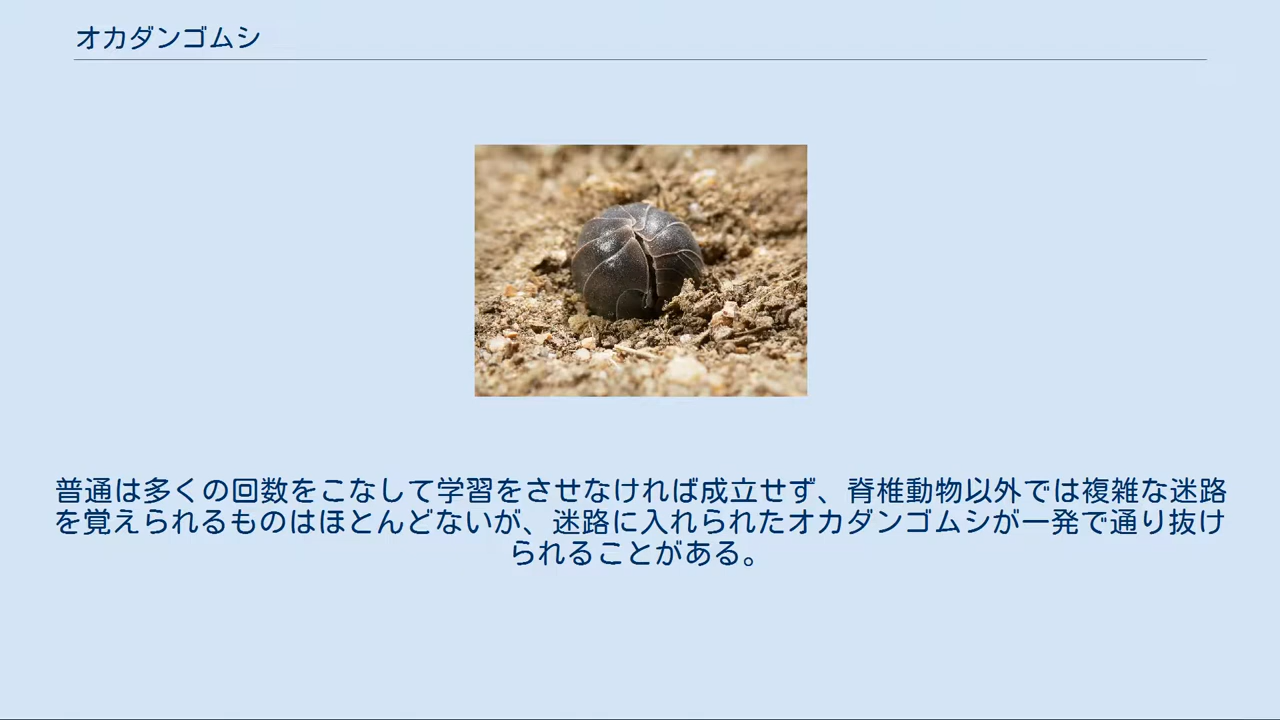 オカダンゴムシ
普通は多くの回数をこなして学習をさせなければ成立せず、脊椎動物以外では複雑な迷路
を覚えられるものはほとんどないが、迷路に入れられたオカダンゴムシが一発で通り抜け
られることがある。